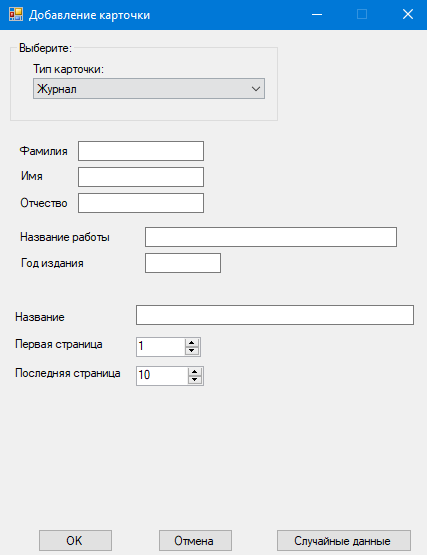 Добавление карточки
Выберите:
Тип карточки:
Журнал
Фамилия
Имя
Отчество
Название работы
Год издания
Название
Первая страница 1
Последняя страница 10
OK Отмена Случайные данные